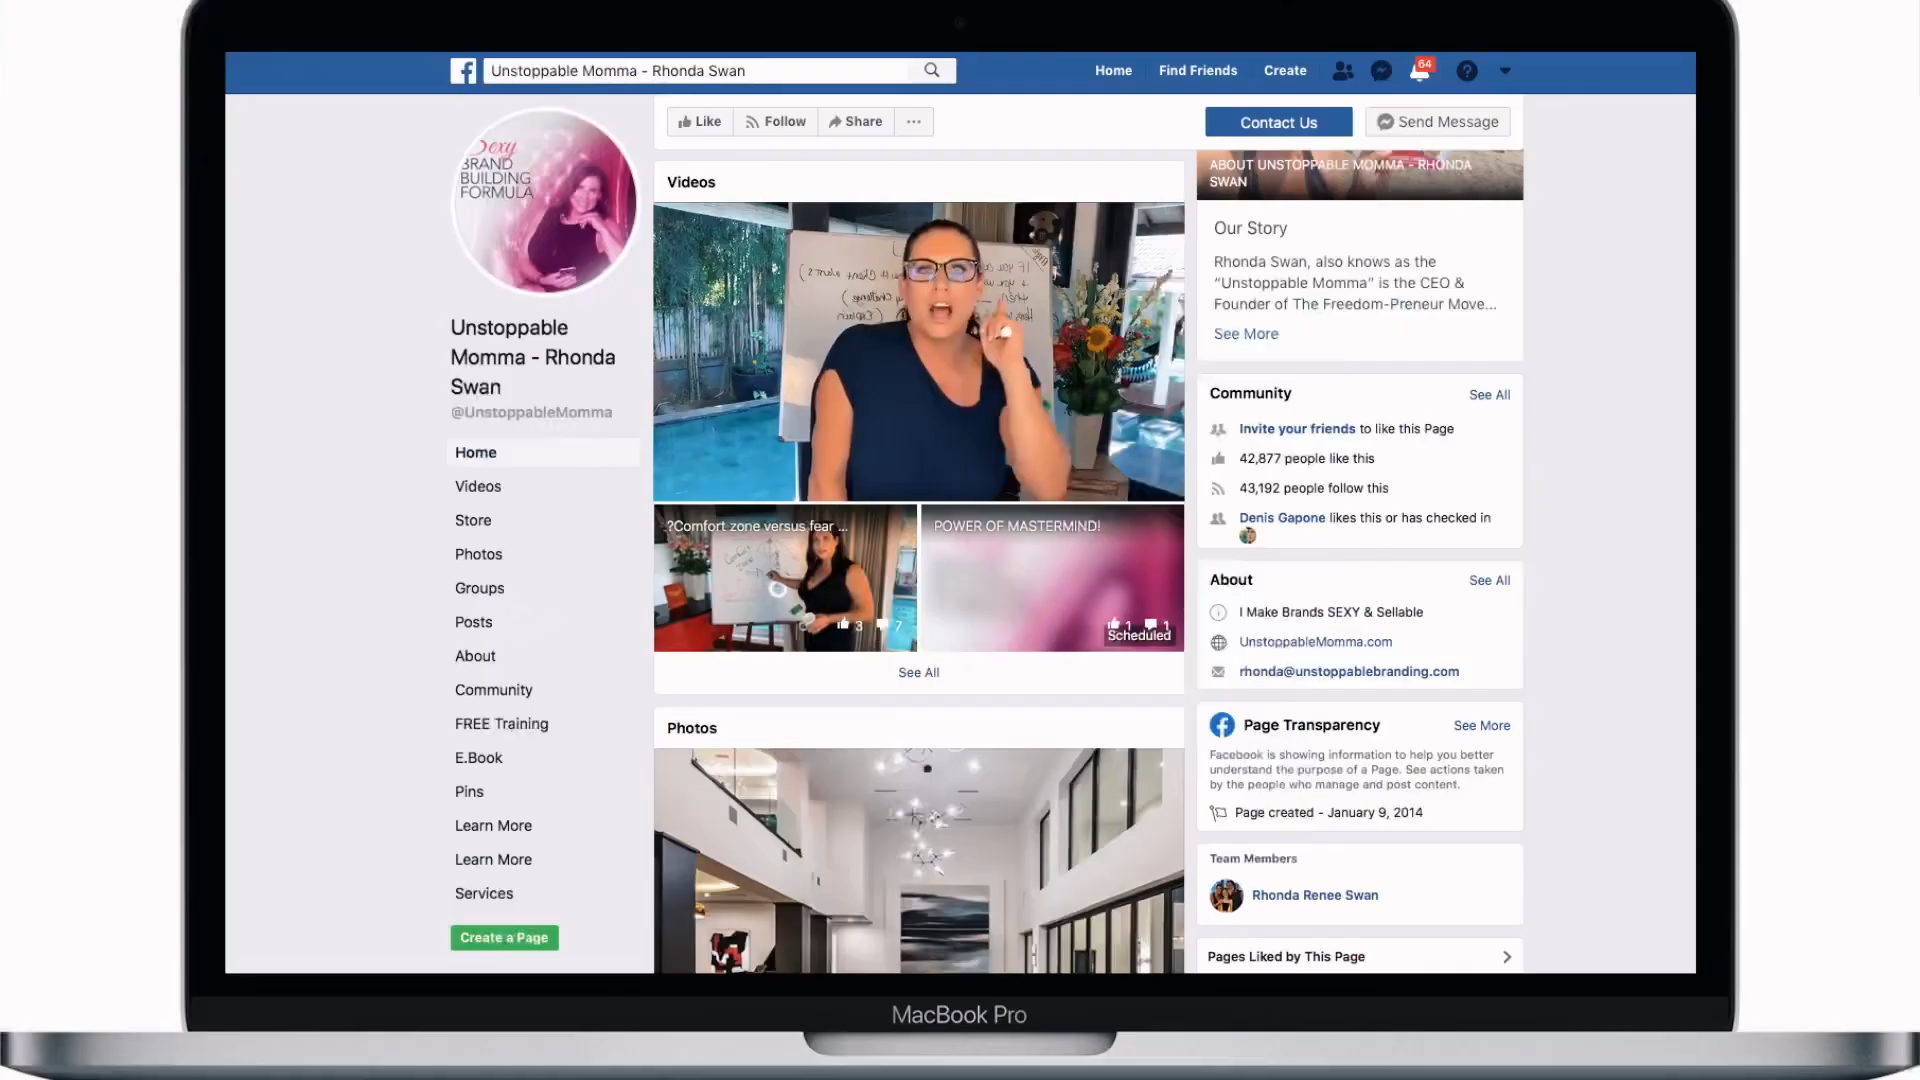 Unstoppable Momma - Rhonda Swan
Home
Find Friends
Create
64
Sexy
BRAND
BUILDING
FORMULA
Unstoppable
Momma - Rhonda
Swan
@UnstoppableMomma
Home
Videos
Store
Photos
Groups
Posts
About
Community
FREE Training
E.Book
Pins
Learn More
Learn More
Services
Create a Page
Like
Follow
Share
Contact Us
Send Message
Videos
?Comfort zone versus fear ...
3
7
POWER OF MASTERMIND!
1
1
Scheduled
See All
Photos
ABOUT UNSTOPPABLE MOMMA - RHONDA
SWAN
Our Story
Rhonda Swan, also knows as the
“Unstoppable Momma” is the CEO &
Founder of The Freedom-Preneur Move...
See More
Community
See All
Invite your friends to like this Page
42,877 people like this
43,192 people follow this
Denis Gapone likes this or has checked in
About
See All
I Make Brands SEXY & Sellable
UnstoppableMomma.com
rhonda@unstoppablebranding.com
Page Transparency
See More
Facebook is showing information to help you better
understand the purpose of a Page. See actions taken
by the people who manage and post content.
Page created - January 9, 2014
Team Members
Rhonda Renee Swan
Pages Liked by This Page
MacBook Pro